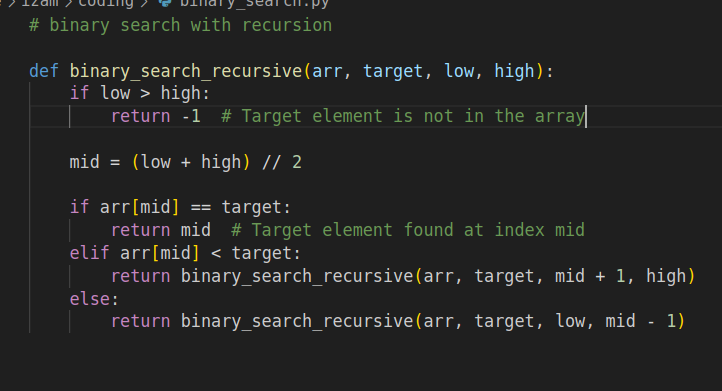 izam > coding > binary_search.py
# binary search with recursion
def binary_search_recursive(arr, target, low, high):
    if low > high:
        return -1  # Target element is not in the array
    mid = (low + high) // 2
    if arr[mid] == target:
        return mid  # Target element found at index mid
    elif arr[mid] < target:
        return binary_search_recursive(arr, target, mid + 1, high)
    else:
        return binary_search_recursive(arr, target, low, mid - 1)